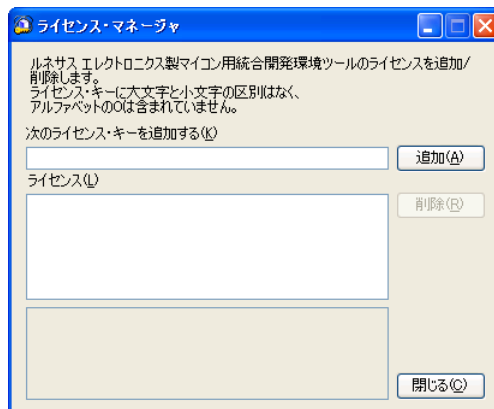 ライセンス・マネージャ
ルネサス エレクトロニクス製マイコン用統合開発環境ツールのライセンスを追加/
削除します。
ライセンス・キーに大文字と小文字の区別はなく、
アルファベットのOは含まれていません。
次のライセンス・キーを追加する(K)
追加(A)
ライセンス(L)
削除(R)
閉じる(C)